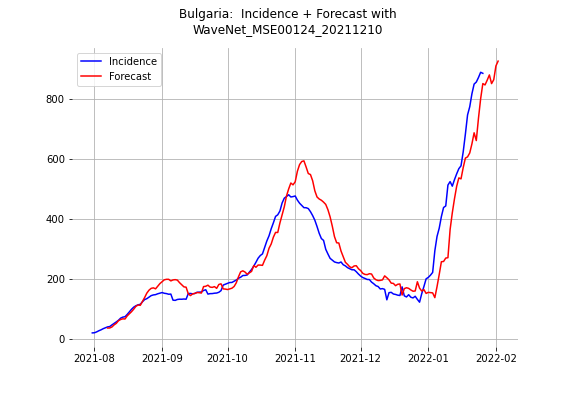 Bulgaria:  Incidence + Forecast with
WaveNet_MSE00124_20211210
Incidence
Forecast
800
600
400
200
0
2021-08 2021-09 2021-10 2021-11 2021-12 2022-01 2022-02